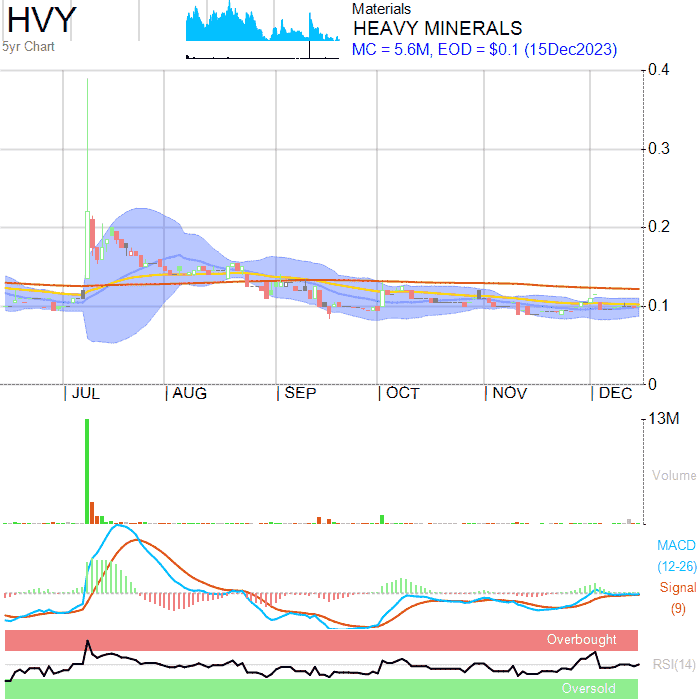 HVY
5yr Chart
Materials
HEAVY MINERALS
MC = 5.6M, EOD = $0.1 (15Dec2023)
0.4
0.3
0.2
0.1
0
JUL AUG SEP OCT NOV DEC
13M
Volume
MACD
(12-26)
Signal
(9)
Overbought
RSI(14)
Oversold